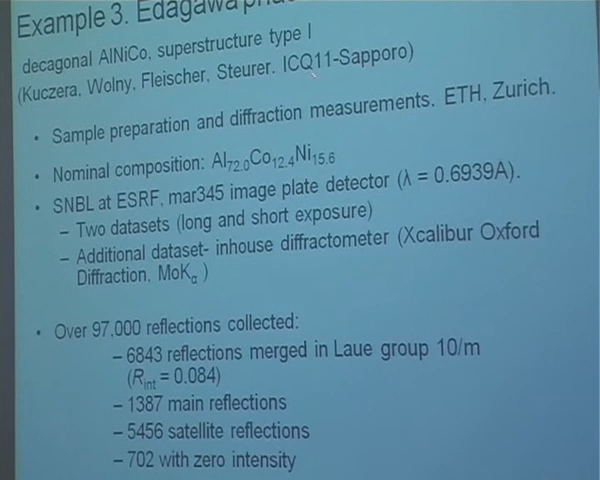 Example 3. Edagawa
decagonal AlNiCo, superstructure type I
(Kuczera, Wolny, Fleischer, Steurer. ICQ11-Sapporo)
• Sample preparation and diffraction measurements. ETH, Zurich.
• Nominal composition: Al72.0Co12.4Ni15.6
• SNBL at ESRF, mar345 image plate detector (λ = 0.6939A).
– Two datasets (long and short exposure)
– Additional dataset- inhouse diffractometer (Xcalibur Oxford
Diffraction, MoKα )
• Over 97,000 reflections collected:
– 6843 reflections merged in Laue group 10/m
(Rint = 0.084)
– 1387 main reflections
– 5456 satellite reflections
– 702 with zero intensity